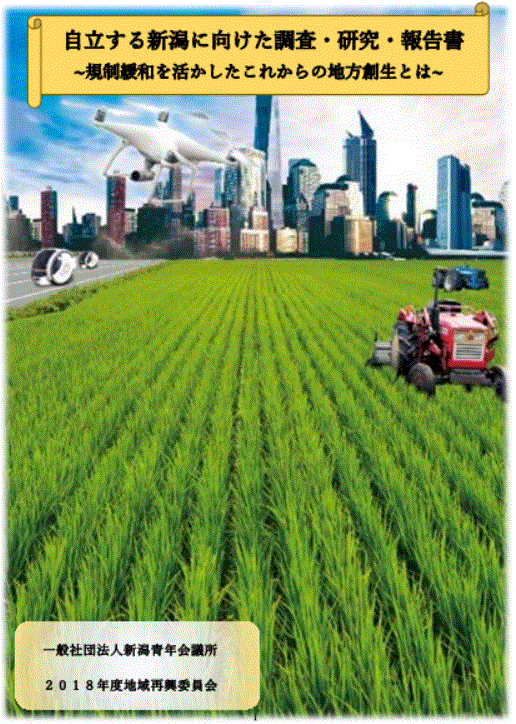 自立する新潟に向けた調査・研究・報告書
~規制緩和を活かしたこれからの地方創生とは~
一般社団法人新潟青年会議所
２０１８年度地域再興委員会
1